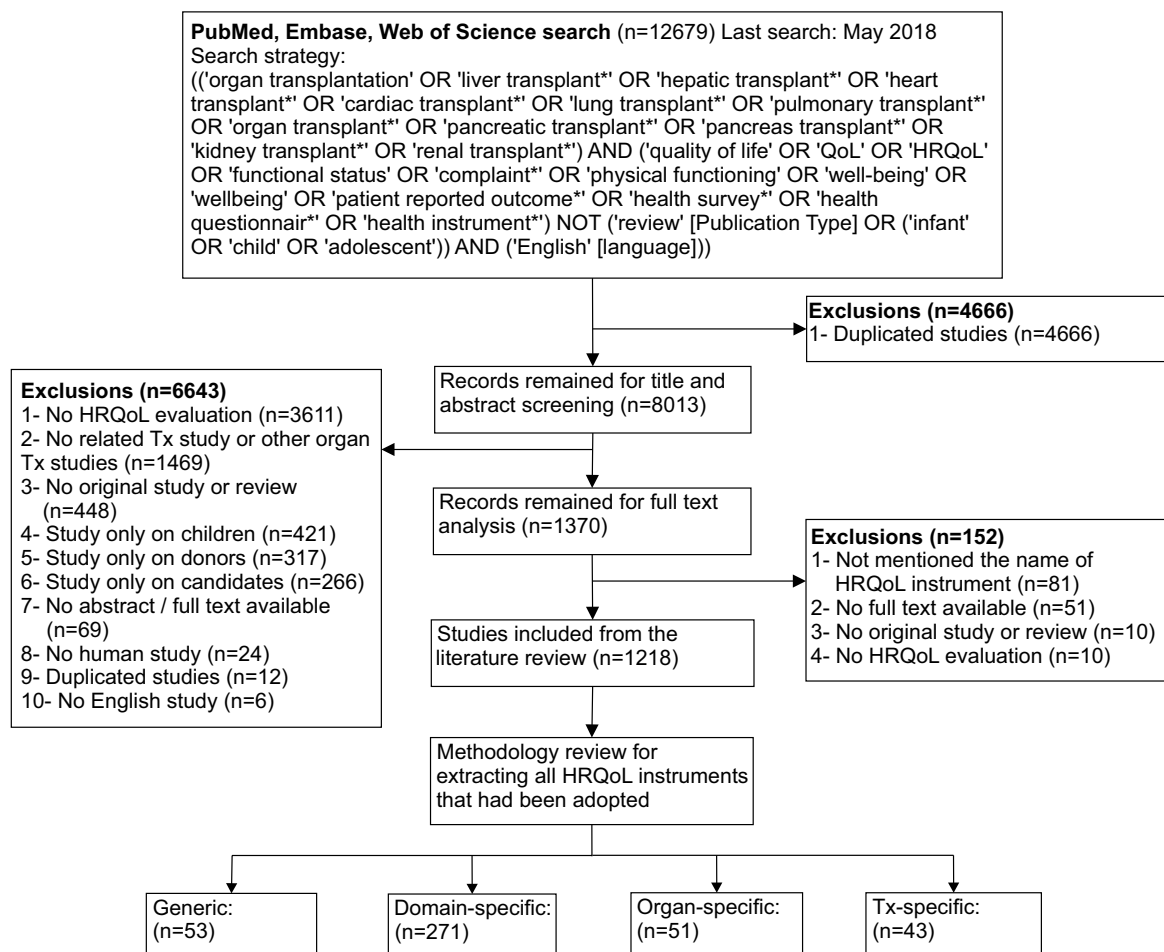 PubMed, Embase, Web of Science search (n=12679) Last search: May 2018
Search strategy:
(('organ transplantation' OR 'liver transplant*' OR 'hepatic transplant*' OR 'heart
transplant*' OR 'cardiac transplant*' OR 'lung transplant*' OR 'pulmonary transplant*'
OR 'organ transplant*' OR 'pancreatic transplant*' OR 'pancreas transplant*' OR
'kidney transplant*' OR 'renal transplant*') AND ('quality of life' OR 'QoL' OR 'HRQoL'
OR 'functional status' OR 'complaint*' OR 'physical functioning' OR 'well-being' OR
'wellbeing' OR 'patient reported outcome*' OR 'health survey*' OR 'health
questionnair*' OR 'health instrument*') NOT ('review' [Publication Type] OR ('infant'
OR 'child' OR 'adolescent')) AND ('English' [language]))
Exclusions (n=4666)
1- Duplicated studies (n=4666)
Records remained for title and
abstract screening (n=8013)
Exclusions (n=6643)
1- No HRQoL evaluation (n=3611)
2- No related Tx study or other organ
Tx studies (n=1469)
3- No original study or review
(n=448)
4- Study only on children (n=421)
5- Study only on donors (n=317)
6- Study only on candidates (n=266)
7- No abstract / full text available
(n=69)
8- No human study (n=24)
9- Duplicated studies (n=12)
10- No English study (n=6)
Records remained for full text
analysis (n=1370)
Exclusions (n=152)
1- Not mentioned the name of
HRQoL instrument (n=81)
2- No full text available (n=51)
3- No original study or review (n=10)
4- No HRQoL evaluation (n=10)
Studies included from the
literature review (n=1218)
Methodology review for
extracting all HRQoL instruments
that had been adopted
Generic:
(n=53)
Domain-specific:
(n=271)
Organ-specific:
(n=51)
Tx-specific:
(n=43)